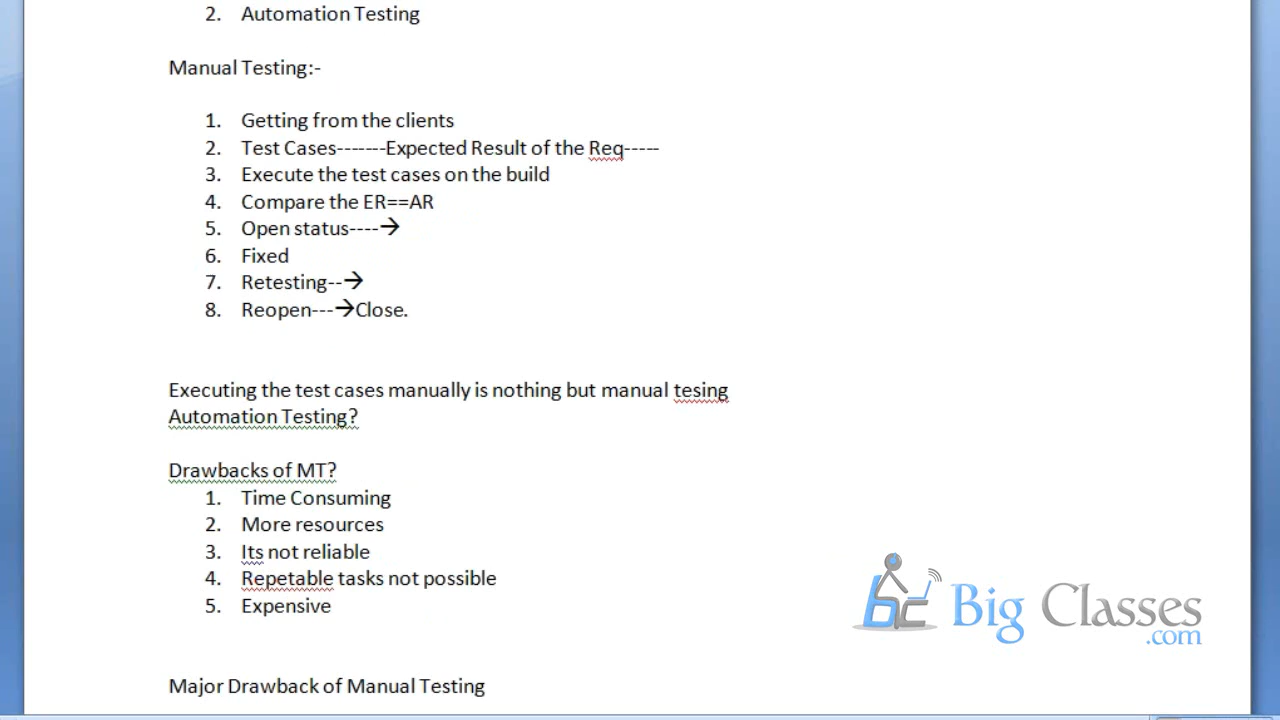 2. Automation Testing
Manual Testing:-
1. Getting from the clients
2. Test Cases-------Expected Result of the Req-----
3. Execute the test cases on the build
4. Compare the ER==AR
5. Open status----→
6. Fixed
7. Retesting--→
8. Reopen---→Close.
Executing the test cases manually is nothing but manual tesing
Automation Testing?
Drawbacks of MT?
1. Time Consuming
2. More resources
3. Its not reliable
4. Repetable tasks not possible
5. Expensive
bc Big Classes
.com
Major Drawback of Manual Testing